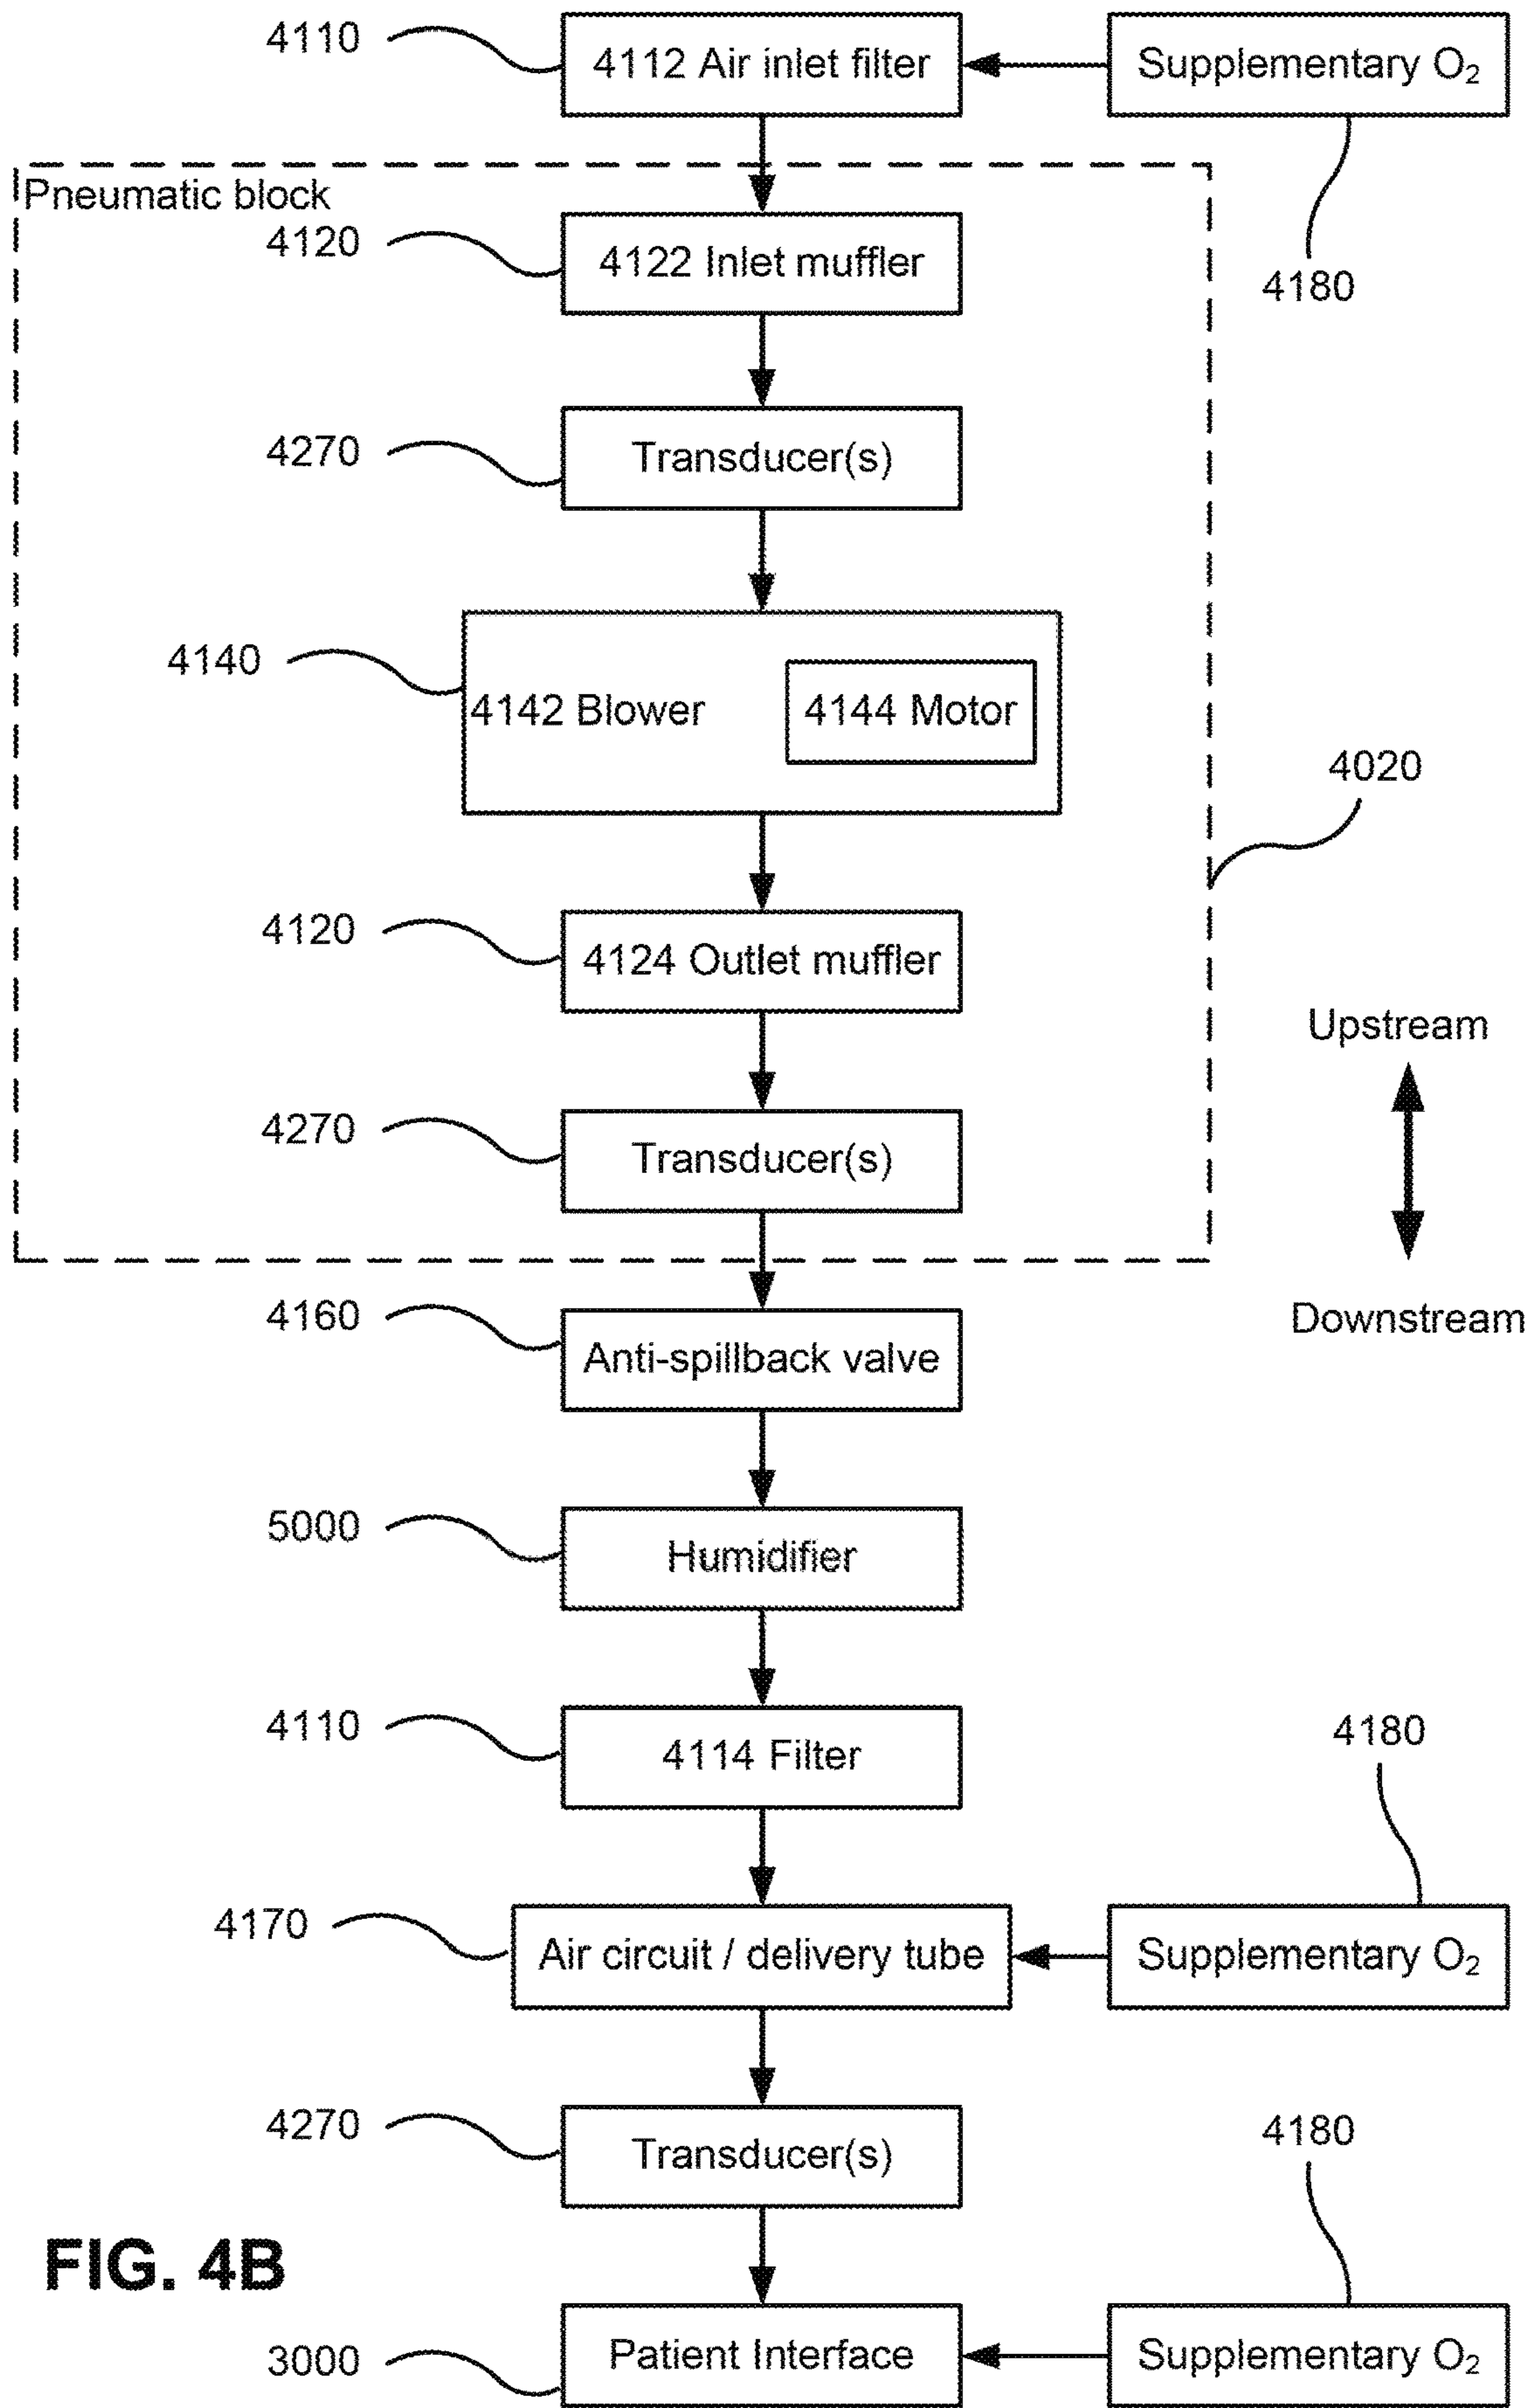 4110
4112 Air inlet filter
Supplementary O₂
Pneumatic block
4120
4122 Inlet muffler
4180
4270
Transducer(s)
4140
4142 Blower
4144 Motor
4020
4120
4124 Outlet muffler
Upstream
4270
Transducer(s)
4160
Anti-spillback valve
Downstream
5000
Humidifier
4110
4114 Filter
4180
4170
Air circuit / delivery tube
Supplementary O₂
4270
Transducer(s)
4180
FIG. 4B
3000
Patient Interface
Supplementary O₂